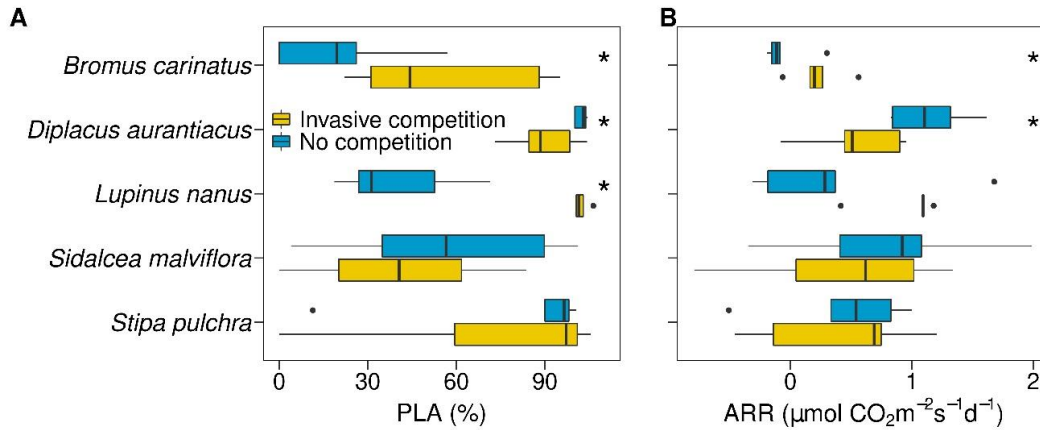 A
B
Bromus carinatus
*
*
Diplacus aurantiacus
Invasive competition
No competition
*
*
Lupinus nanus
*
Sidalcea malviflora
Stipa pulchra
0 30 60 90
0 1 2
PLA (%)
ARR (μmol CO₂m⁻²s⁻¹d⁻¹)